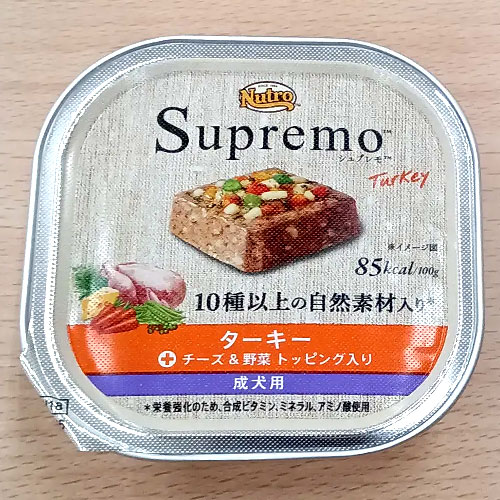 Nutro
Supremo™
シュプレモ™
Turkey
※イメージ図
85kcal/100g
10種以上の自然素材入り※
ターキー
+ チーズ&野菜 トッピング入り
成犬用
*栄養強化のため、合成ビタミン、ミネラル、アミノ酸使用